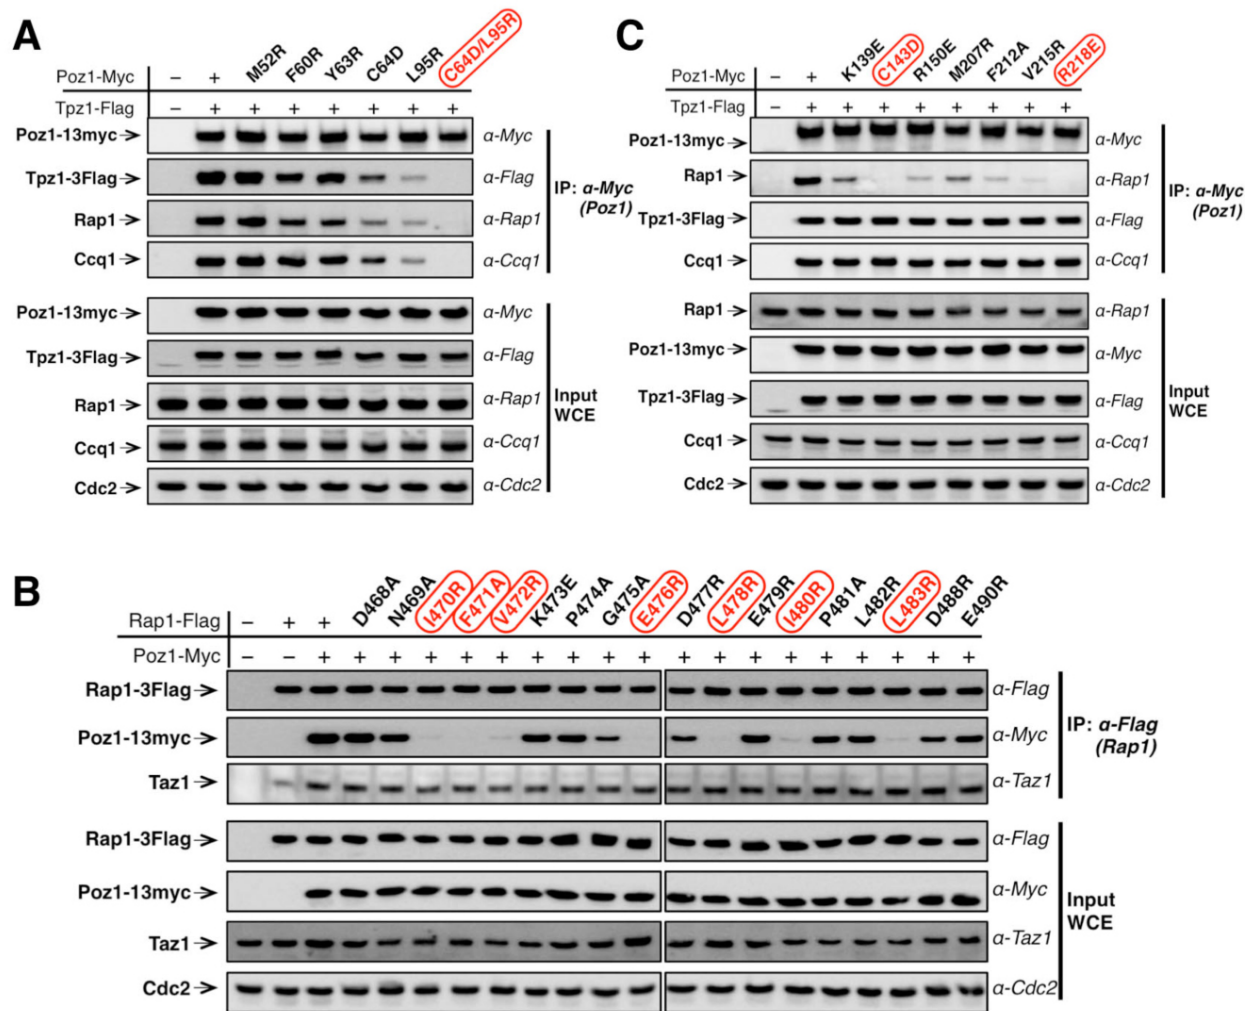 A
Poz1-Myc – + M52R F60R Y63R C64D L95R C64D/L95R
Tpz1-Flag – + + + + + + +
Poz1-13myc→ α-Myc
Tpz1-3Flag→ α-Flag
Rap1→ α-Rap1
Ccq1→ α-Ccq1
IP: α-Myc
(Poz1)
Poz1-13myc→ α-Myc
Tpz1-3Flag→ α-Flag
Rap1→ α-Rap1
Ccq1→ α-Ccq1
Cdc2→ α-Cdc2
Input
WCE
C
Poz1-Myc – + K139E C143D R150E M207R F212A V215R R218E
Tpz1-Flag – + + + + + + + +
Poz1-13myc→ α-Myc
Rap1→ α-Rap1
Tpz1-3Flag→ α-Flag
Ccq1→ α-Ccq1
IP: α-Myc
(Poz1)
Rap1→ α-Rap1
Poz1-13myc→ α-Myc
Tpz1-3Flag→ α-Flag
Ccq1→ α-Ccq1
Cdc2→ α-Cdc2
Input
WCE
B
Rap1-Flag – + + D468A N469A I470R F471A V472R K473E P474A G475A E476R D477R L478R E479R I480R P481A L482R L483R D488R E490R
Poz1-Myc – – + + + + + + + + + + + + + + + + + + +
Rap1-3Flag→ α-Flag
Poz1-13myc→ α-Myc
Taz1→ α-Taz1
IP: α-Flag
(Rap1)
Rap1-3Flag→ α-Flag
Poz1-13myc→ α-Myc
Taz1→ α-Taz1
Cdc2→ α-Cdc2
Input
WCE